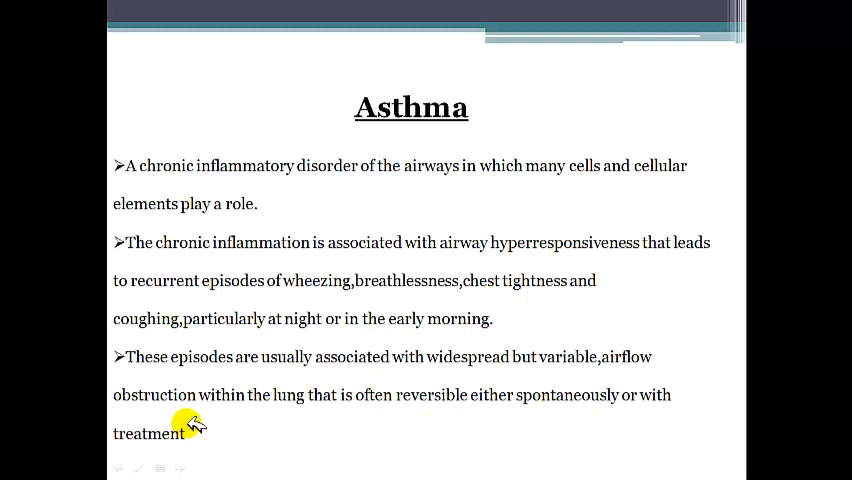 Asthma
➢A chronic inflammatory disorder of the airways in which many cells and cellular
elements play a role.
➢The chronic inflammation is associated with airway hyperresponsiveness that leads
to recurrent episodes of wheezing,breathlessness,chest tightness and
coughing,particularly at night or in the early morning.
➢These episodes are usually associated with widespread but variable,airflow
obstruction within the lung that is often reversible either spontaneously or with
treatment